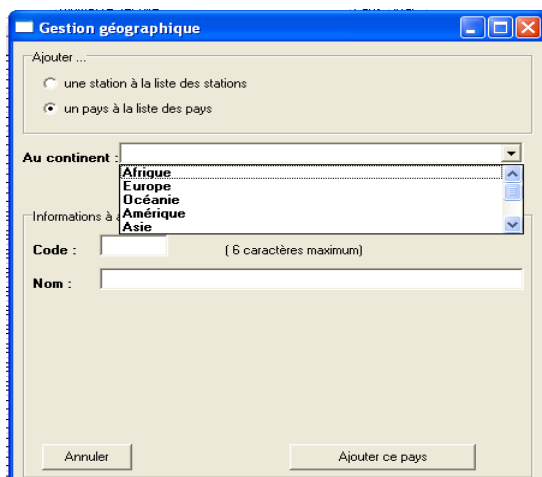 Gestion géographique
Ajouter ...
une station à la liste des stations
un pays à la liste des pays
Au continent :
Afrique
Europe
Océanie
Amérique
Asie
Informations à
Code : ( 6 caractères maximum)
Nom :
Annuler Ajouter ce pays